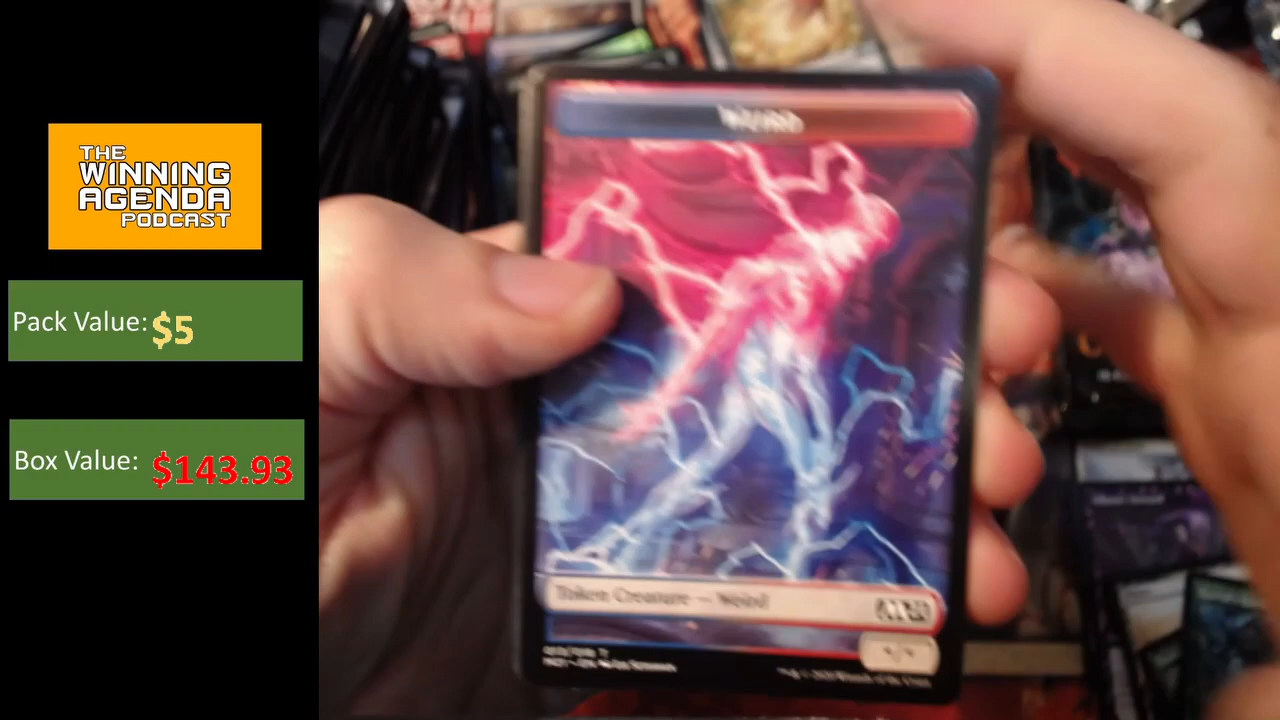 THE
WINNING
AGENDA
PODCAST
Pack Value: $5
Box Value: $143.93
Weird
Token Creature — Weird
*/*